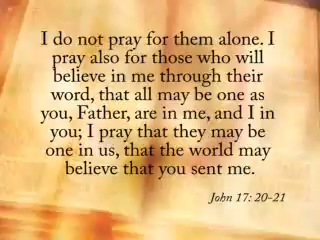 I do not pray for them alone. I
pray also for those who will
believe in me through their
word, that all may be one as
you, Father, are in me, and I in
you; I pray that they may be
one in us, that the world may
believe that you sent me.
John 17: 20-21